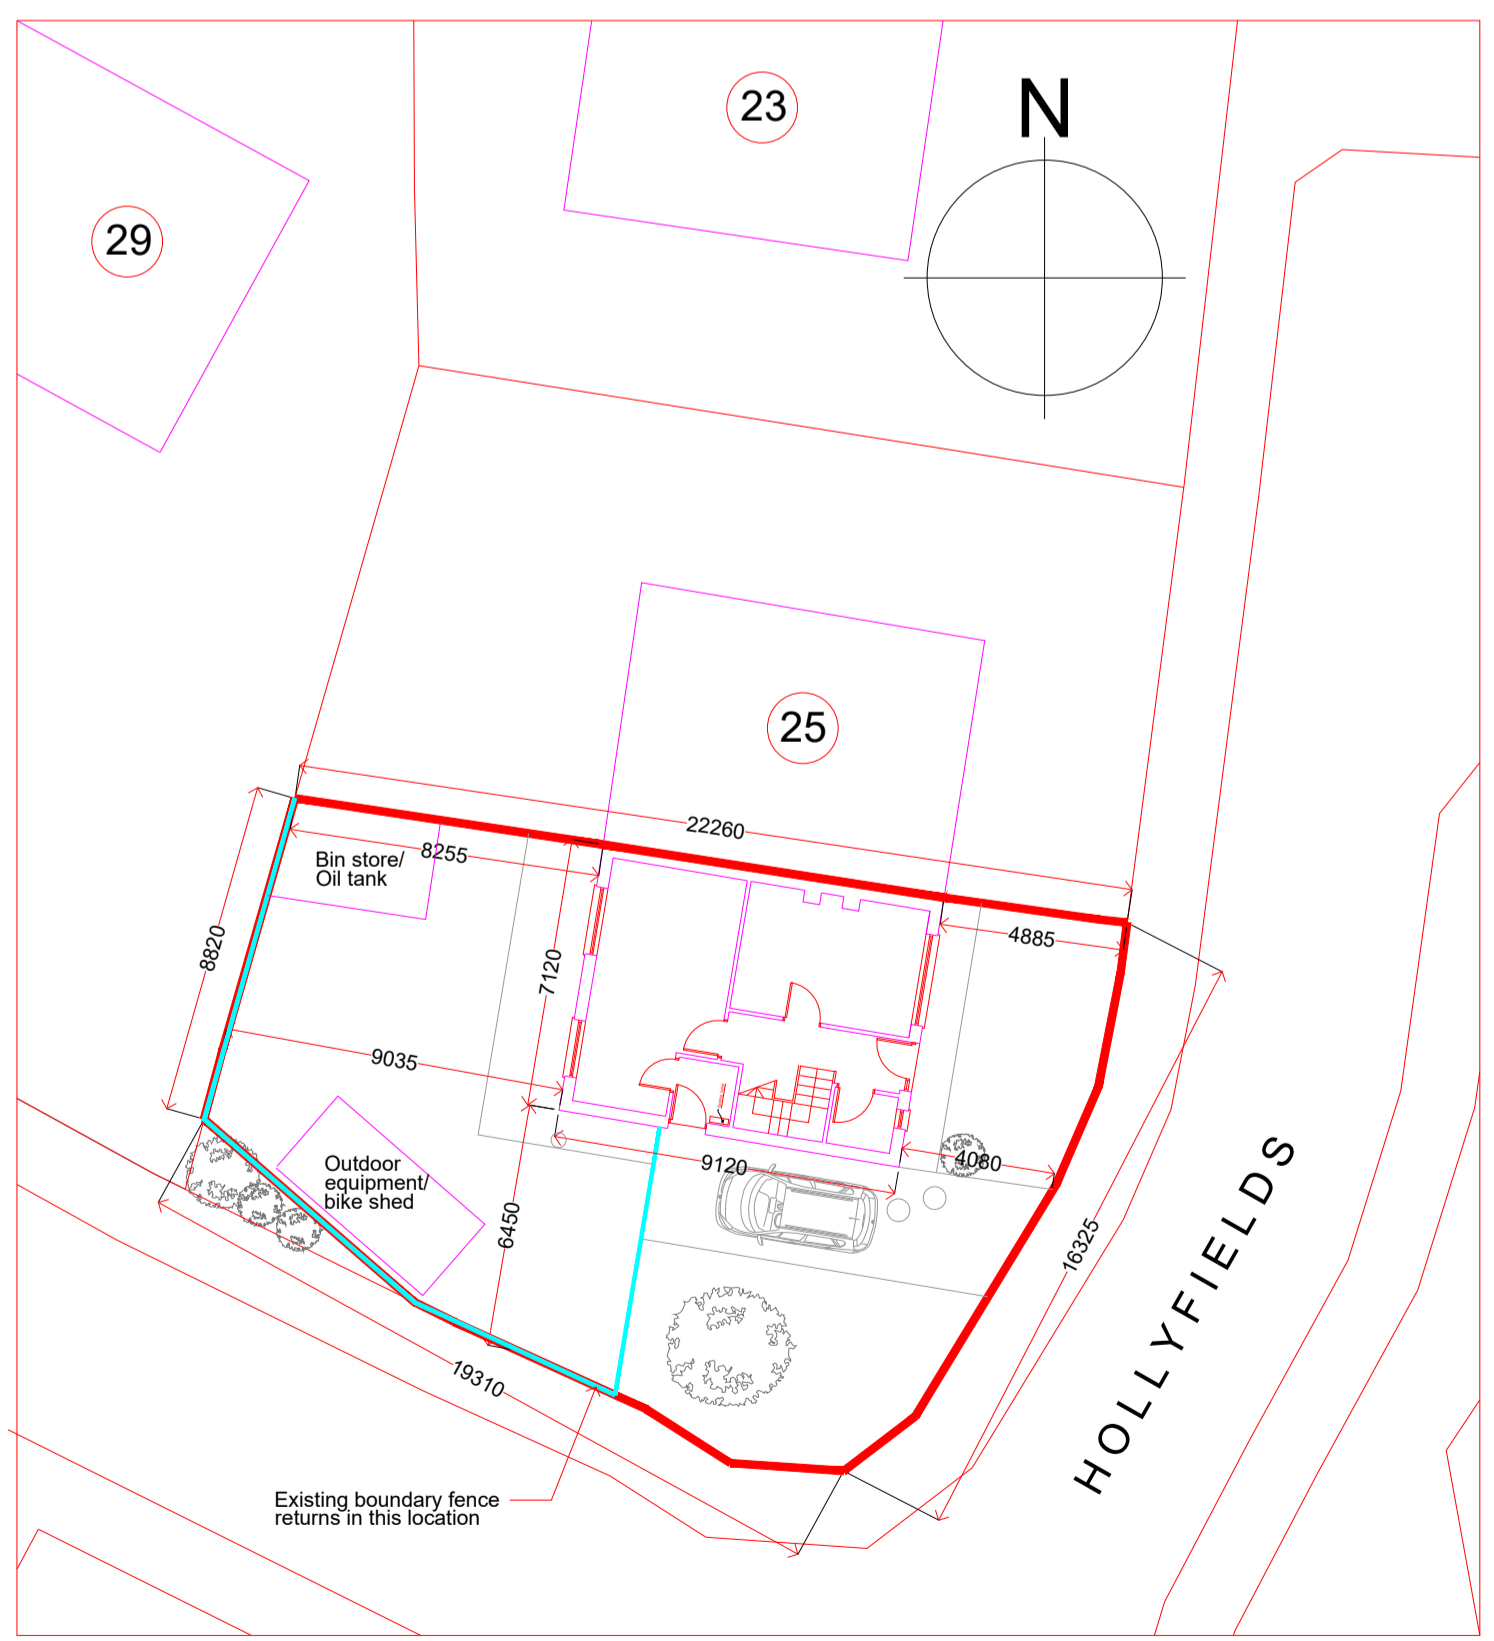 23
N
29
25
22260
8255
Bin store/
Oil tank
4885
8820
7120
9035
Outdoor
equipment/
bike shed
9120
4080
6450
16325
HOLLYFIELDS
19310
Existing boundary fence
returns in this location